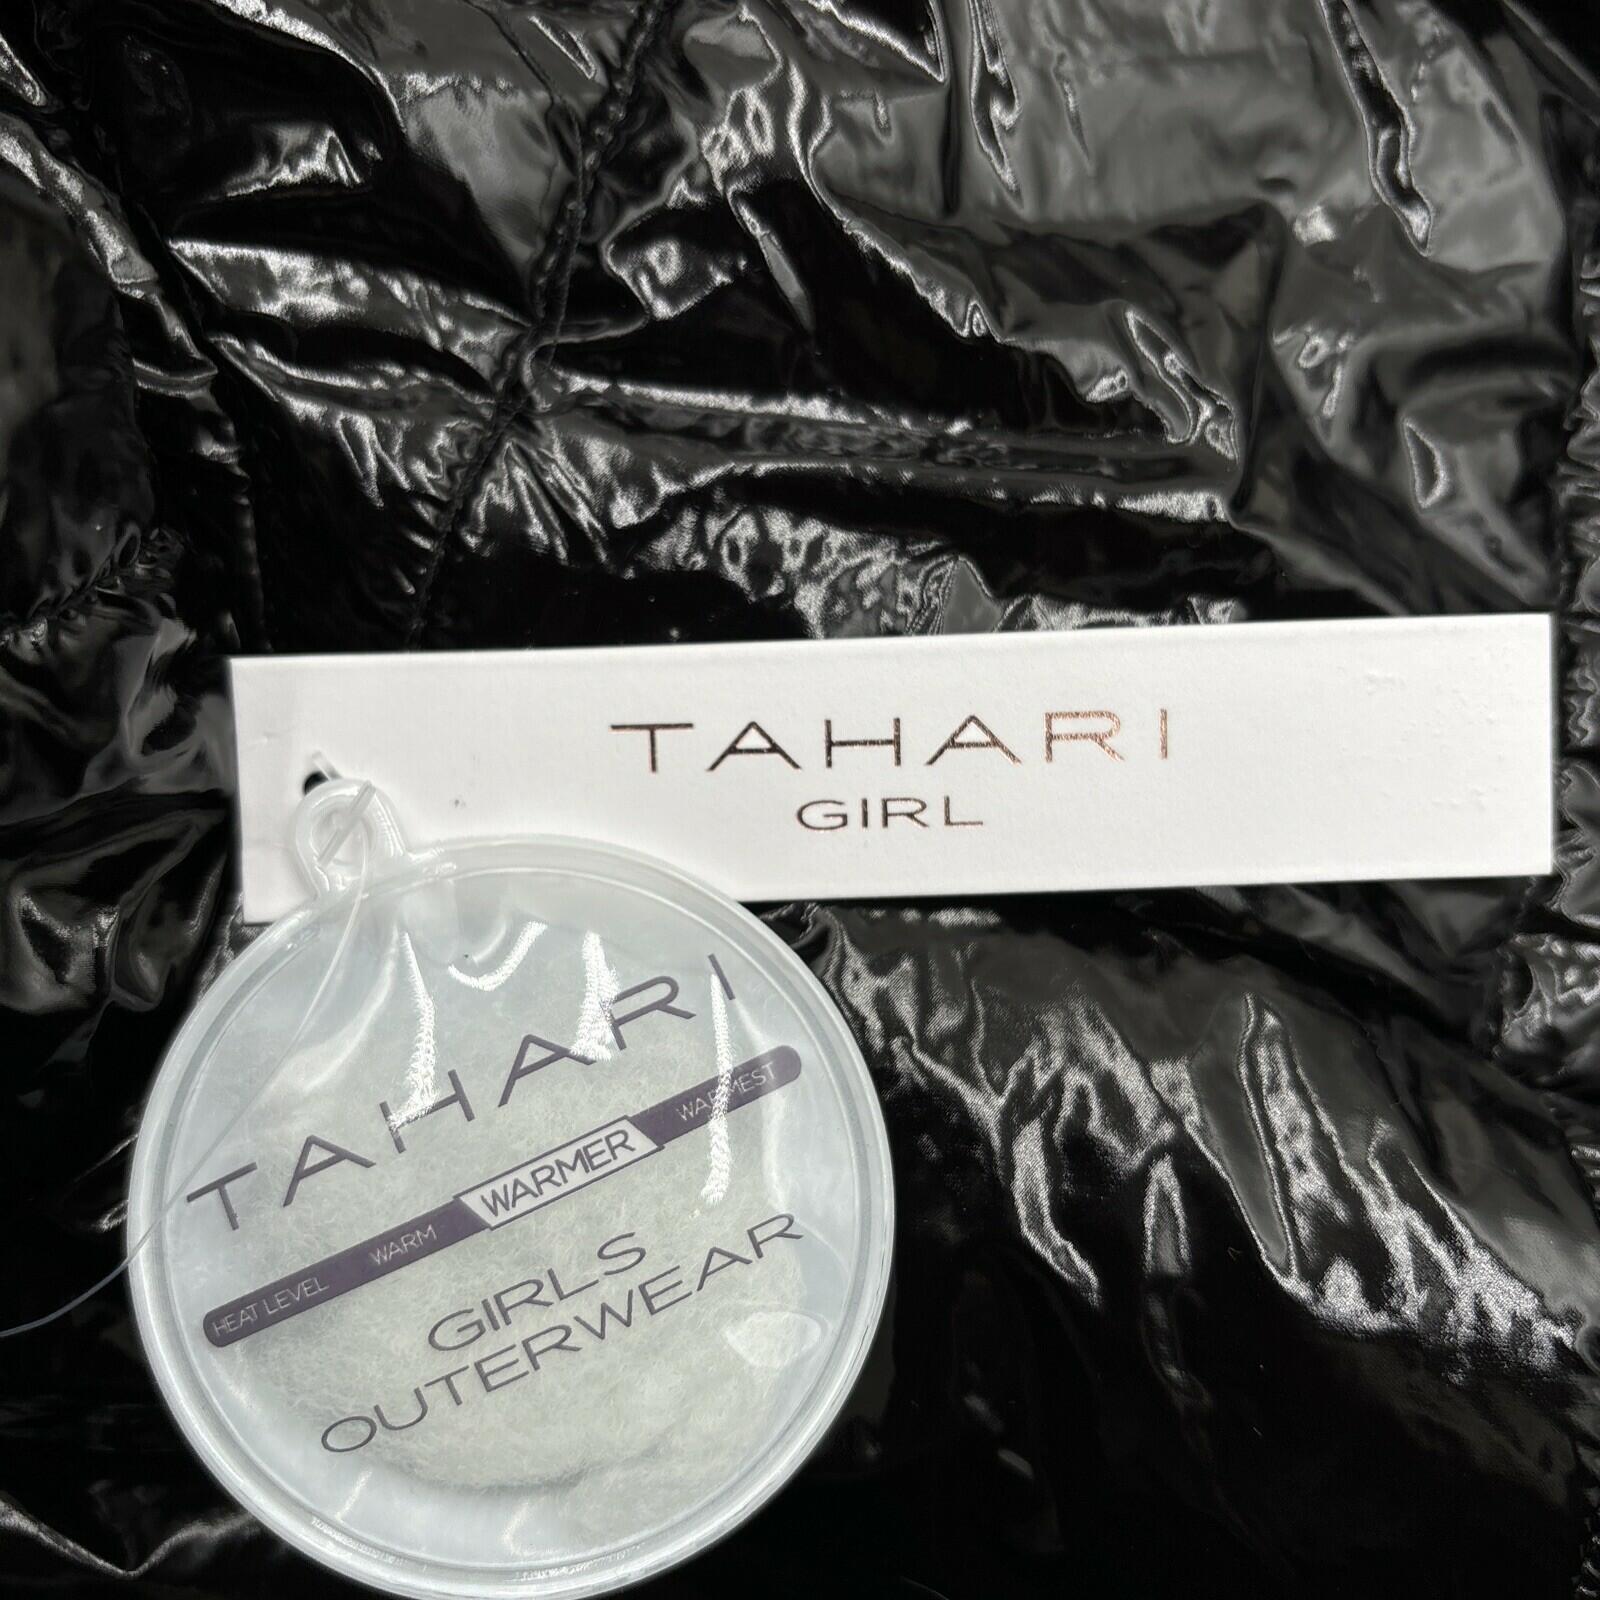 TAHARI
GIRL
TAHARI
HEAT LEVEL WARM WARMER WARMEST
GIRLS
OUTERWEAR